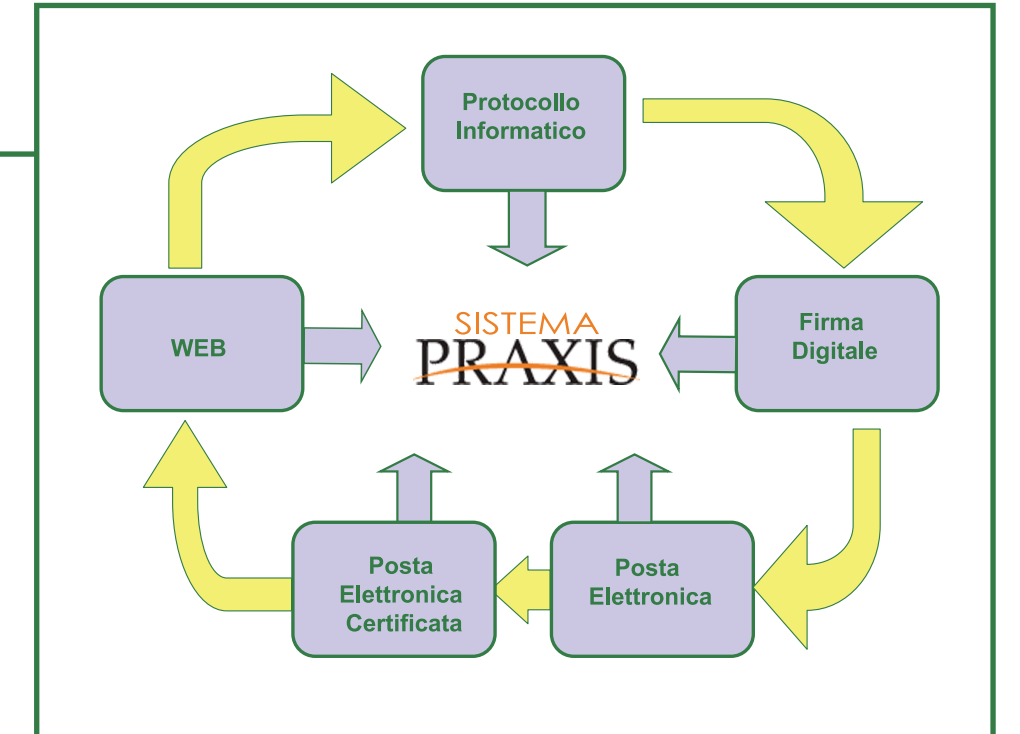 Protocollo
Informatico
WEB
SISTEMA
PRAXIS
Firma
Digitale
Posta
Elettronica
Certificata
Posta
Elettronica